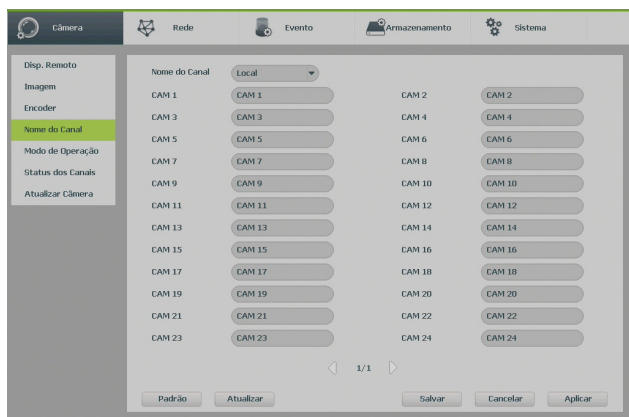 Câmera Rede Evento Armazenamento Sistema
Disp. Remoto
Imagem
Encoder
Nome do Canal
Modo de Operação
Status dos Canais
Atualizar Câmera
Nome do Canal Local
CAM 1 CAM 1 CAM 2 CAM 2
CAM 3 CAM 3 CAM 4 CAM 4
CAM 5 CAM 5 CAM 6 CAM 6
CAM 7 CAM 7 CAM 8 CAM 8
CAM 9 CAM 9 CAM 10 CAM 10
CAM 11 CAM 11 CAM 12 CAM 12
CAM 13 CAM 13 CAM 14 CAM 14
CAM 15 CAM 15 CAM 16 CAM 16
CAM 17 CAM 17 CAM 18 CAM 18
CAM 19 CAM 19 CAM 20 CAM 20
CAM 21 CAM 21 CAM 22 CAM 22
CAM 23 CAM 23 CAM 24 CAM 24
1/1
Padrão Atualizar Salvar Cancelar Aplicar